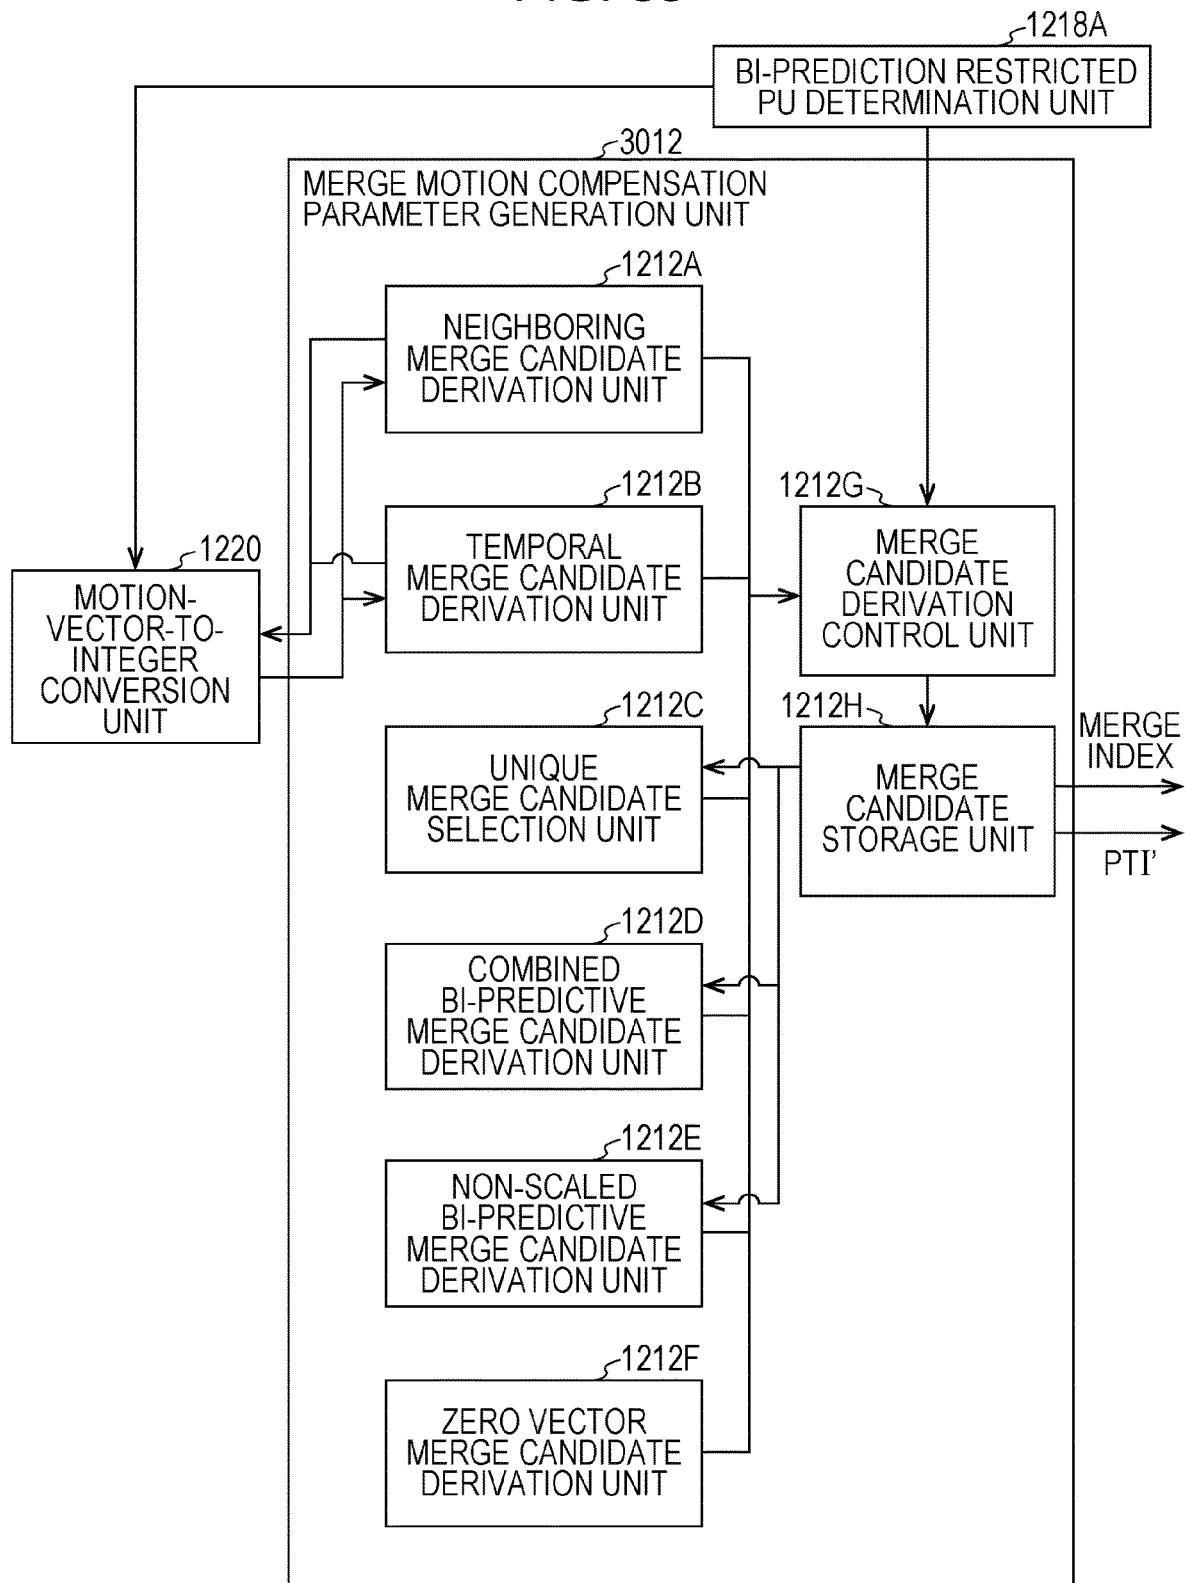 1218A
BI-PREDICTION RESTRICTED
PU DETERMINATION UNIT
3012
MERGE MOTION COMPENSATION
PARAMETER GENERATION UNIT
1212A
NEIGHBORING
MERGE CANDIDATE
DERIVATION UNIT
1212B
TEMPORAL
MERGE CANDIDATE
DERIVATION UNIT
1212G
MERGE
CANDIDATE
DERIVATION
CONTROL UNIT
1220
MOTION-
VECTOR-TO-
INTEGER
CONVERSION
UNIT
1212C
UNIQUE
MERGE CANDIDATE
SELECTION UNIT
1212H
MERGE
CANDIDATE
STORAGE UNIT
MERGE
INDEX
PTI’
1212D
COMBINED
BI-PREDICTIVE
MERGE CANDIDATE
DERIVATION UNIT
1212E
NON-SCALED
BI-PREDICTIVE
MERGE CANDIDATE
DERIVATION UNIT
1212F
ZERO VECTOR
MERGE CANDIDATE
DERIVATION UNIT